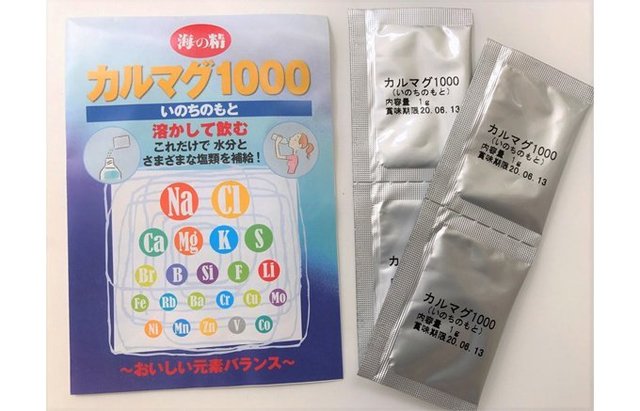 海の精
カルマグ1000
いのちのもと
溶かして飲む
これだけで 水分と
さまざまな塩類を補給！
Na Cl
Ca Mg K S
Br B Si F Li
Fe Rb Ba Cr Cu Mo
Ni Mn Zn V Co
～おいしい元素バランス～
カルマグ1000
(いのちのもと)
内容量 1g
賞味期限20.06.13
カルマグ1000
(いのちのもと)
内容量 1g
賞味期限20.06.13
カルマグ1000
(いのちのもと)
内容量 1g
賞味期限20.06.13